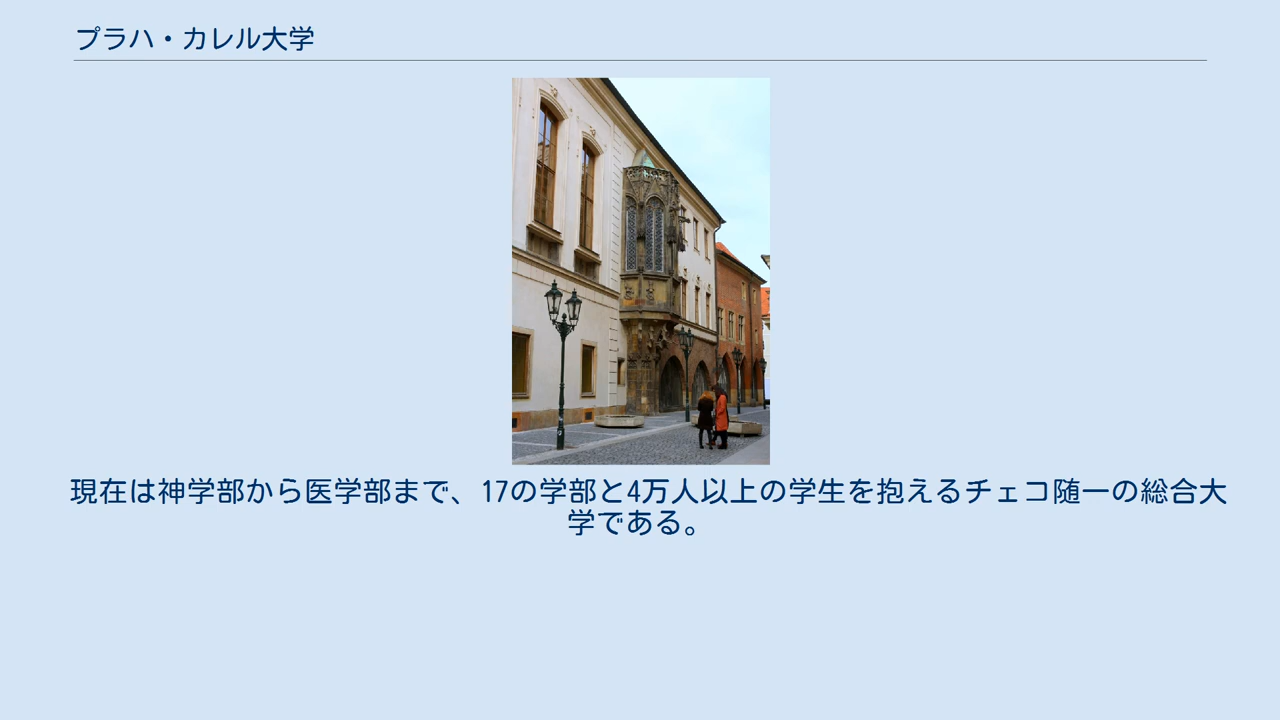 プラハ・カレル大学
現在は神学部から医学部まで、17の学部と4万人以上の学生を抱えるチェコ随一の総合大
学である。